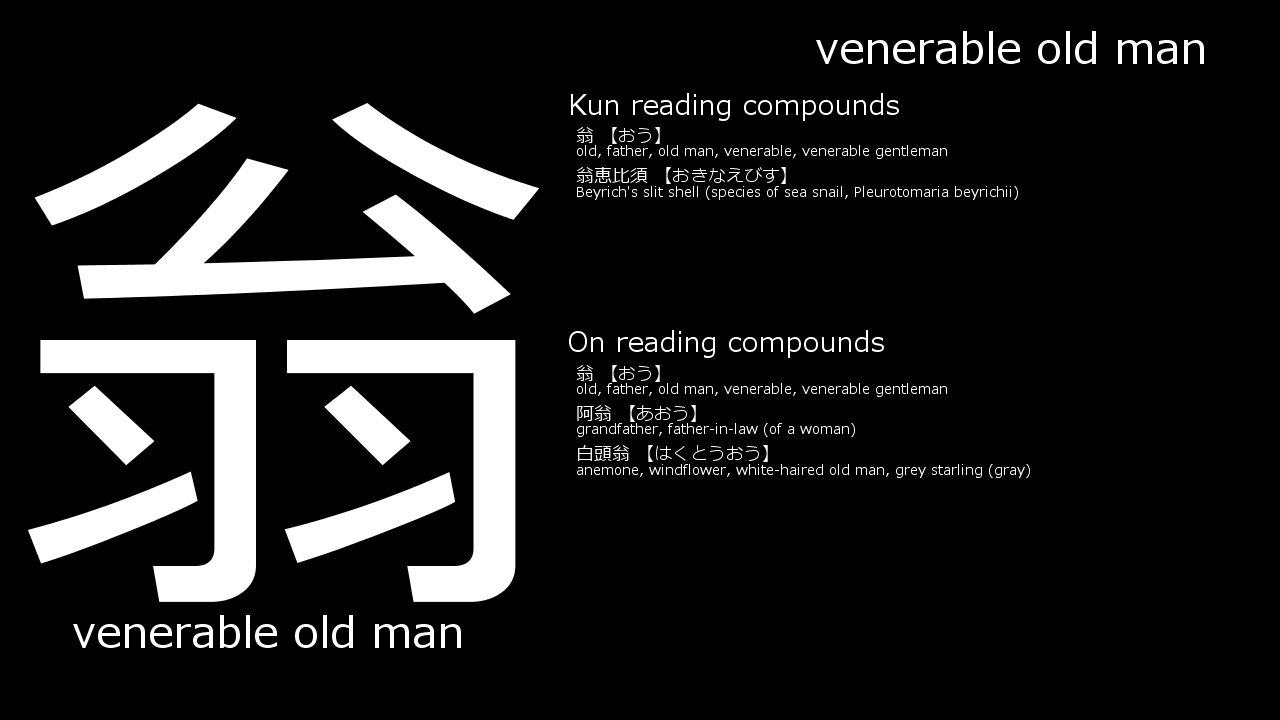 翁
venerable old man
venerable old man
Kun reading compounds
翁 【おう】
old, father, old man, venerable, venerable gentleman
翁恵比須 【おきなえびす】
Beyrich's slit shell (species of sea snail, Pleurotomaria beyrichii)
On reading compounds
翁 【おう】
old, father, old man, venerable, venerable gentleman
阿翁 【あおう】
grandfather, father-in-law (of a woman)
白頭翁 【はくとうおう】
anemone, windflower, white-haired old man, grey starling (gray)